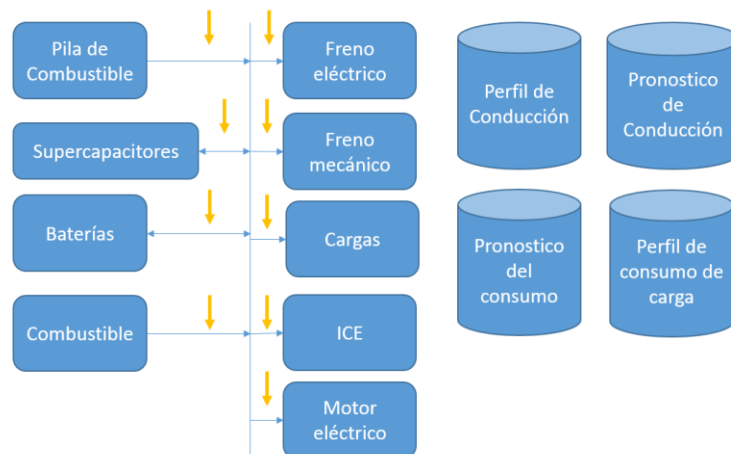 Pila de
Combustible
Freno
eléctrico
Supercapacitores
Freno
mecánico
Baterías
Cargas
Combustible
ICE
Motor
eléctrico
Perfil de
Conducción
Pronostico
de
Conducción
Pronostico
del
consumo
Perfil de
consumo de
carga